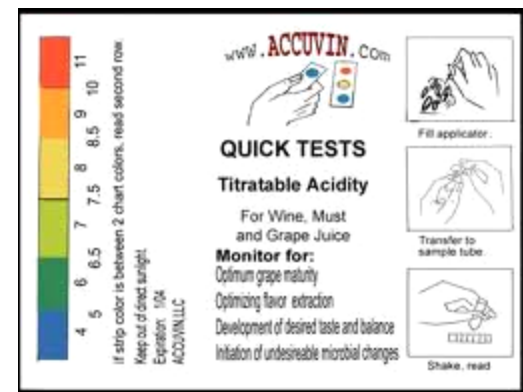 www.ACCUVIN.com
QUICK TESTS
Titratable Acidity
For Wine, Must
and Grape Juice
Monitor for:
Optimum grape maturity
Optimizing flavor extraction
Development of desired taste and balance
Initiation of undesireable microbial changes
4 6 7 8 9 11
5 6.5 7.5 8.5 10
If strip color is between 2 chart colors, read second row.
Keep out of direct sunlight
Expiration: 1/04
ACCUVIN,LLC
Fill applicator.
Transfer to
sample tube.
Shake, read